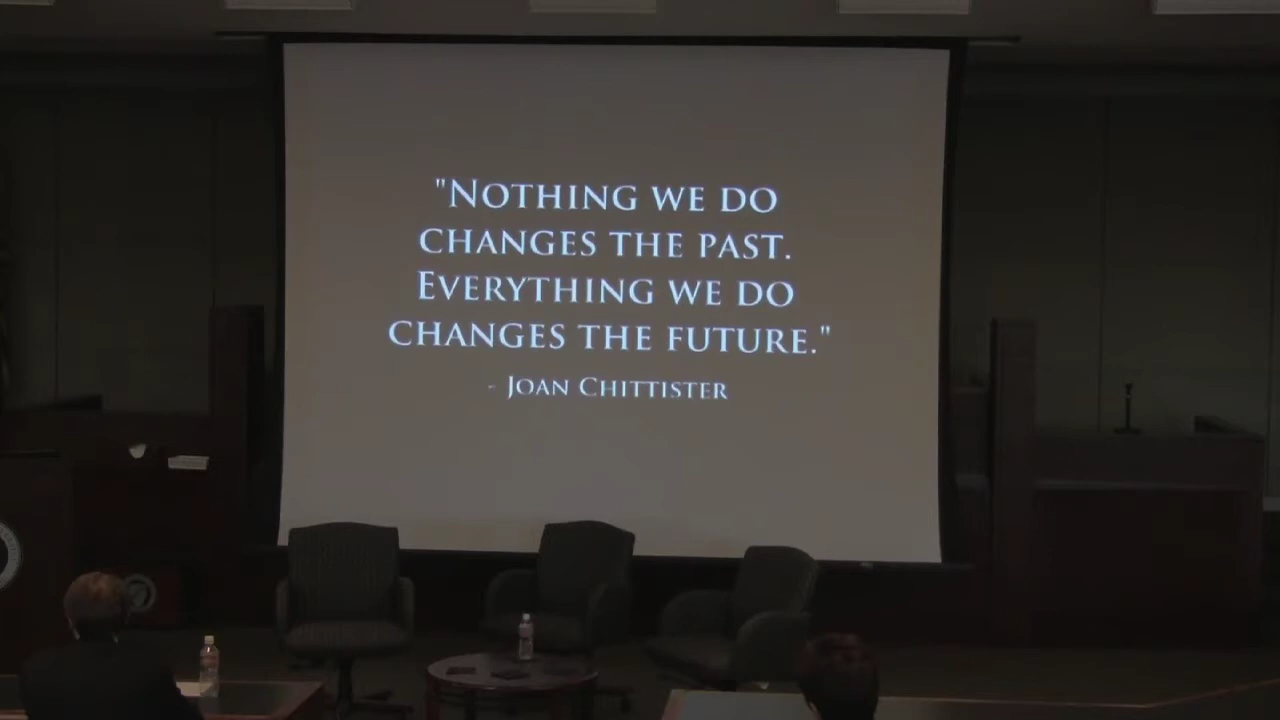 "Nothing we do
changes the past.
Everything we do
changes the future."
- Joan Chittister